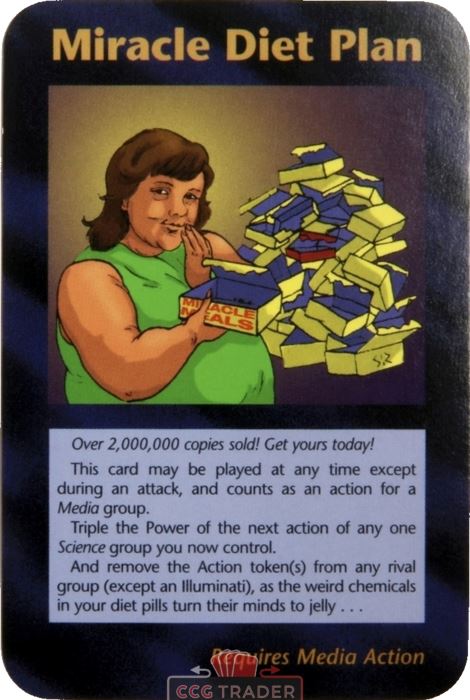 Miracle Diet Plan
MIRACLE
MEALS
SJR
Over 2,000,000 copies sold! Get yours today!
This card may be played at any time except
during an attack, and counts as an action for a
Media group.
Triple the Power of the next action of any one
Science group you now control.
And remove the Action token(s) from any rival
group (except an Illuminati), as the weird chemicals
in your diet pills turn their minds to jelly . . .
Requires Media Action
CCG TRADER